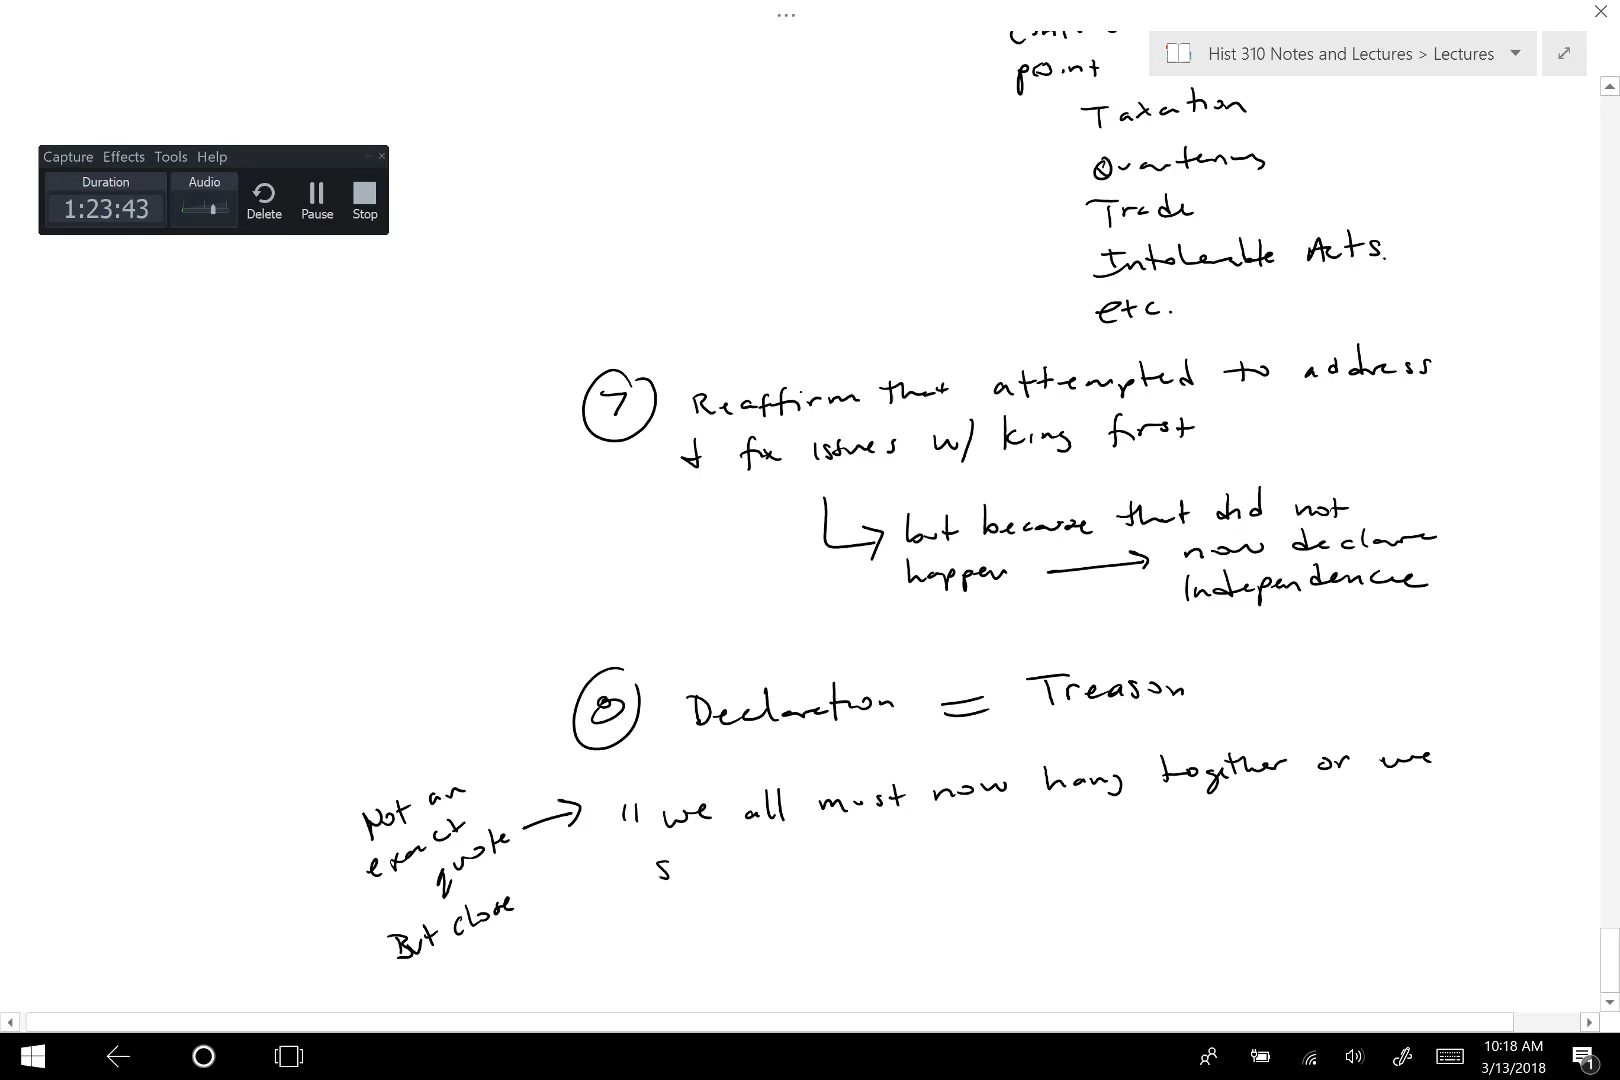 ...
Hist 310 Notes and Lectures > Lectures
point
Taxation
Quartering
Trade
Intolerable Acts.
etc.
Capture Effects Tools Help
Duration
Audio
1:23:43
Delete
Pause
Stop
7 Reaffirm that attempted to address
+ fix issues w/ king first
but because that did not
happen → now declare
Independence
8 Declaration = Treason
Not an
exact
quote →
But close
"we all must now hang together or we
s
10:18 AM
3/13/2018
1